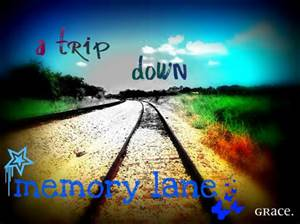 a trip
down
memory lane
GRace.